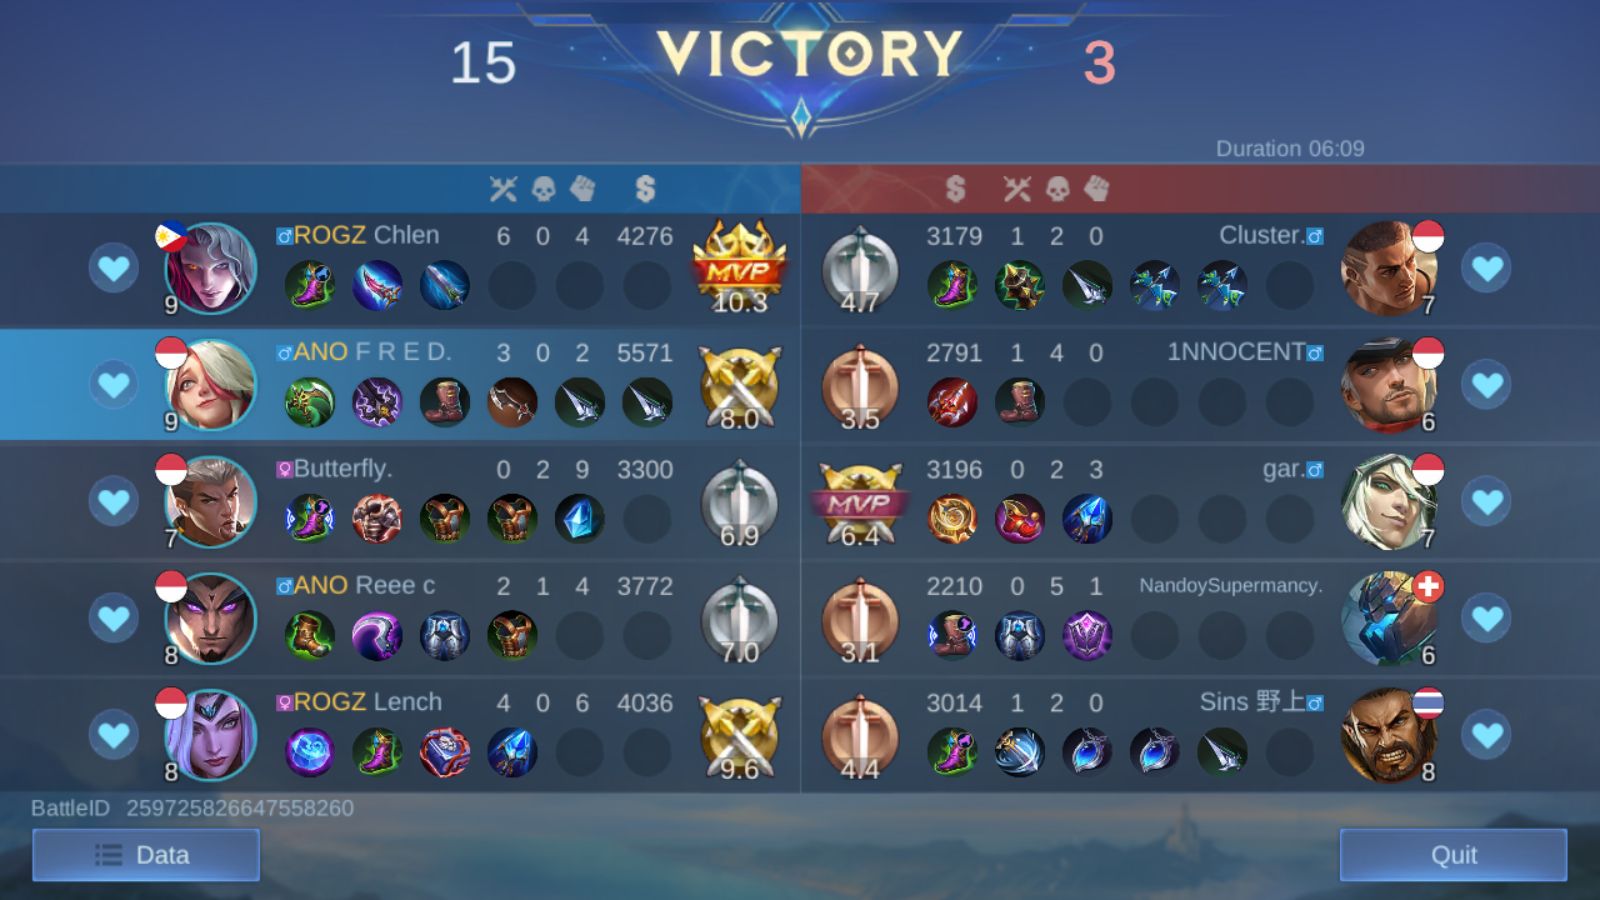 15 VICTORY 3
Duration 06:09
ROGZ Chlen 6 0 4 4276 MVP 10.3
9
4.7 3179 1 2 0 Cluster.
7
ANO F R E D. 3 0 2 5571 8.0
9
3.5 2791 1 4 0 1NNOCENT
6
Butterfly. 0 2 9 3300 6.9
7
MVP 6.4 3196 0 2 3 gar.
7
ANO Reee c 2 1 4 3772 7.0
8
3.1 2210 0 5 1 NandoySupermancy.
6
ROGZ Lench 4 0 6 4036 9.6
8
4.4 3014 1 2 0 Sins 野上
8
BattleID 259725826647558260
Data
Quit